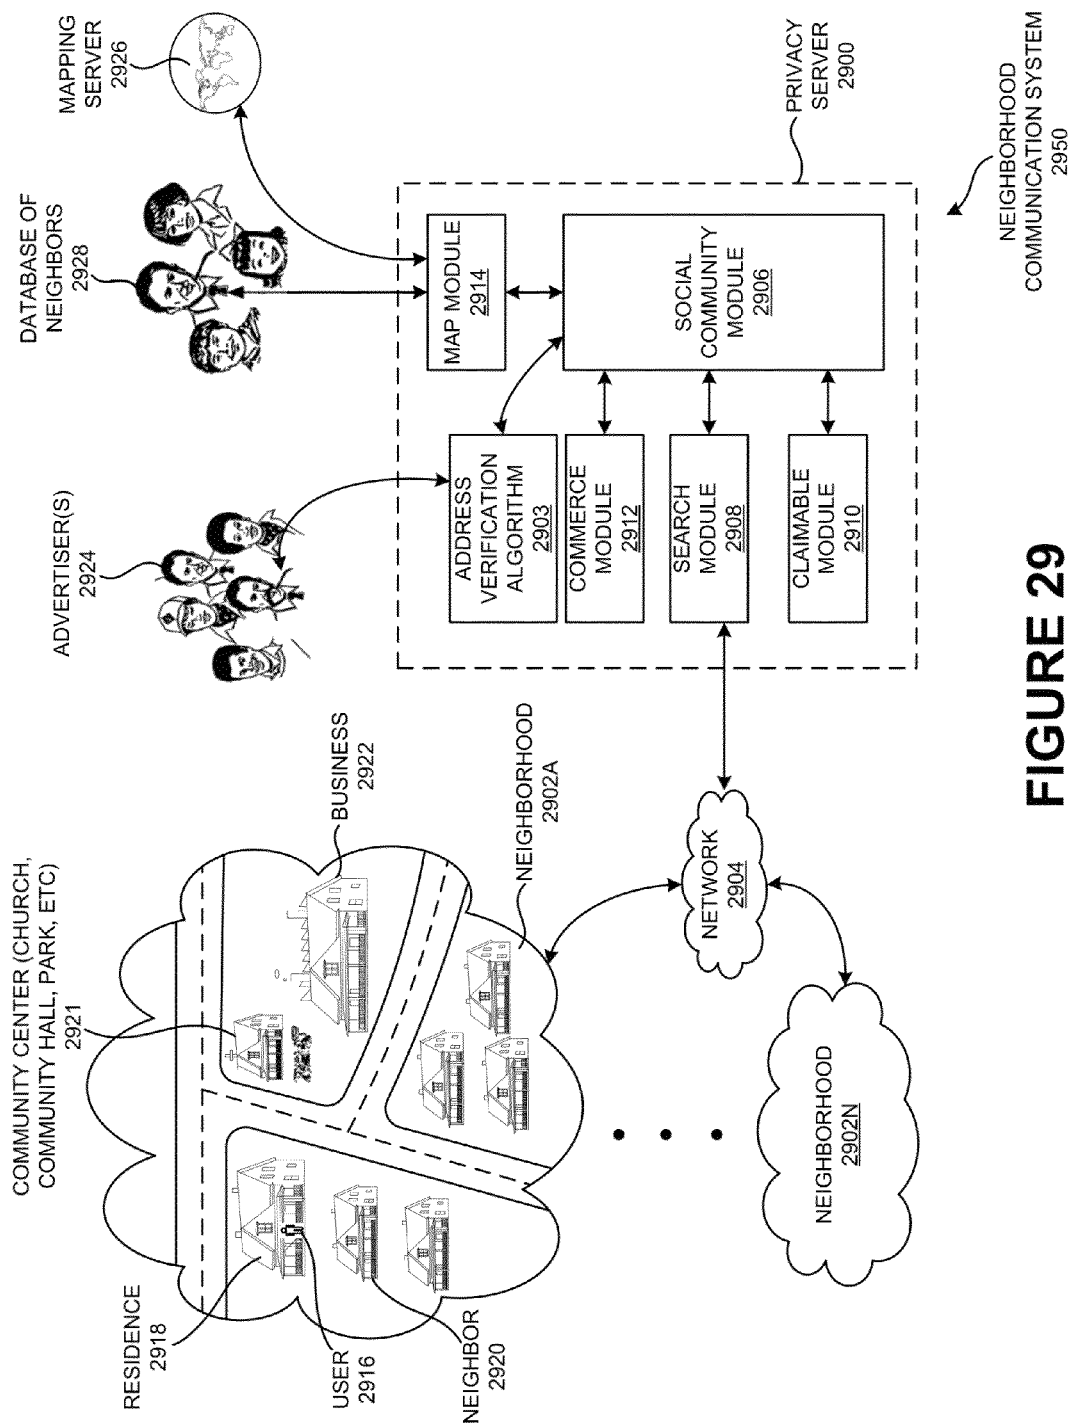 COMMUNITY CENTER (CHURCH,
COMMUNITY HALL, PARK, ETC)
2921
ADVERTISER(S)
2924
DATABASE OF
NEIGHBORS
2928
MAPPING
SERVER
2926
RESIDENCE
2918
USER
2916
NEIGHBOR
2920
BUSINESS
2922
NEIGHBORHOOD
2902A
NETWORK
2904
NEIGHBORHOOD
2902N
ADDRESS
VERIFICATION
ALGORITHM
2903
COMMERCE
MODULE
2912
SEARCH
MODULE
2908
CLAIMABLE
MODULE
2910
MAP MODULE
2914
SOCIAL
COMMUNITY
MODULE
2906
PRIVACY
SERVER
2900
NEIGHBORHOOD
COMMUNICATION SYSTEM
2950
FIGURE 29